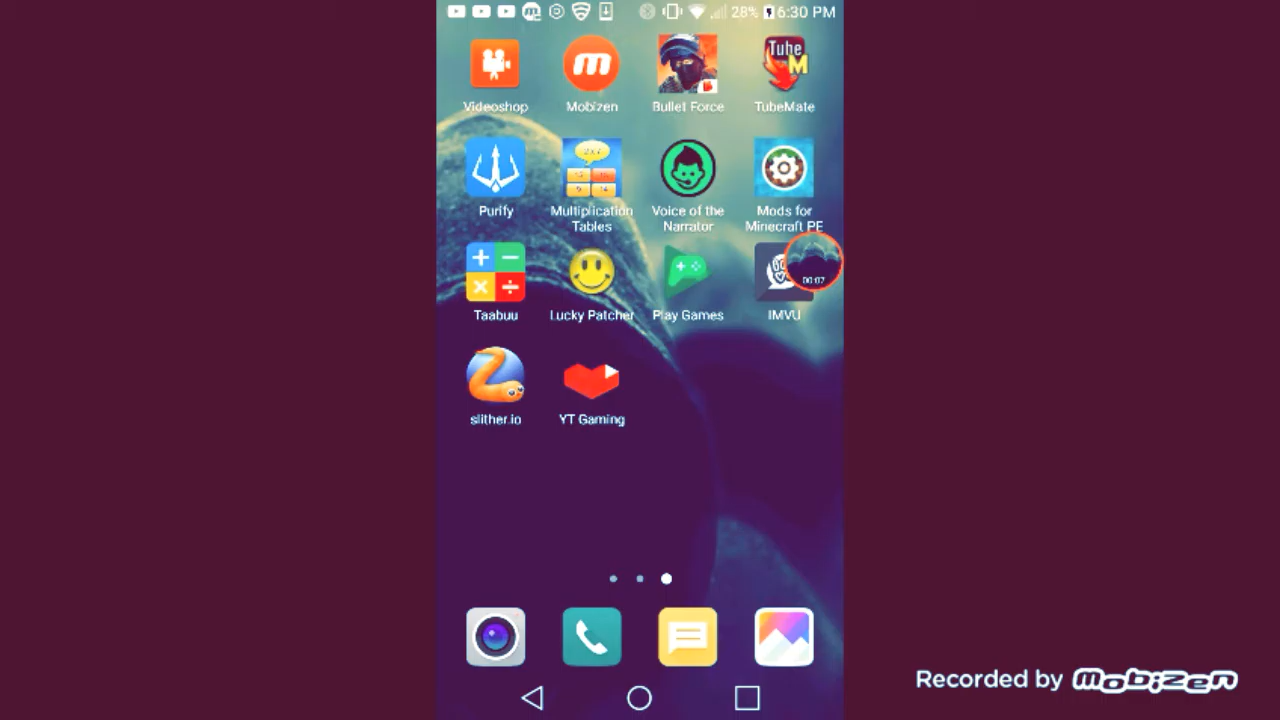 28% 6:30 PM
Tube
M
Videoshop
Mobizen
Bullet Force
TubeMate
Purify
Multiplication
Tables
Voice of the
Narrator
Mods for
Minecraft PE
00:07
Taabuu
Lucky Patcher
Play Games
IMVU
slither.io
YT Gaming
Recorded by mobizen